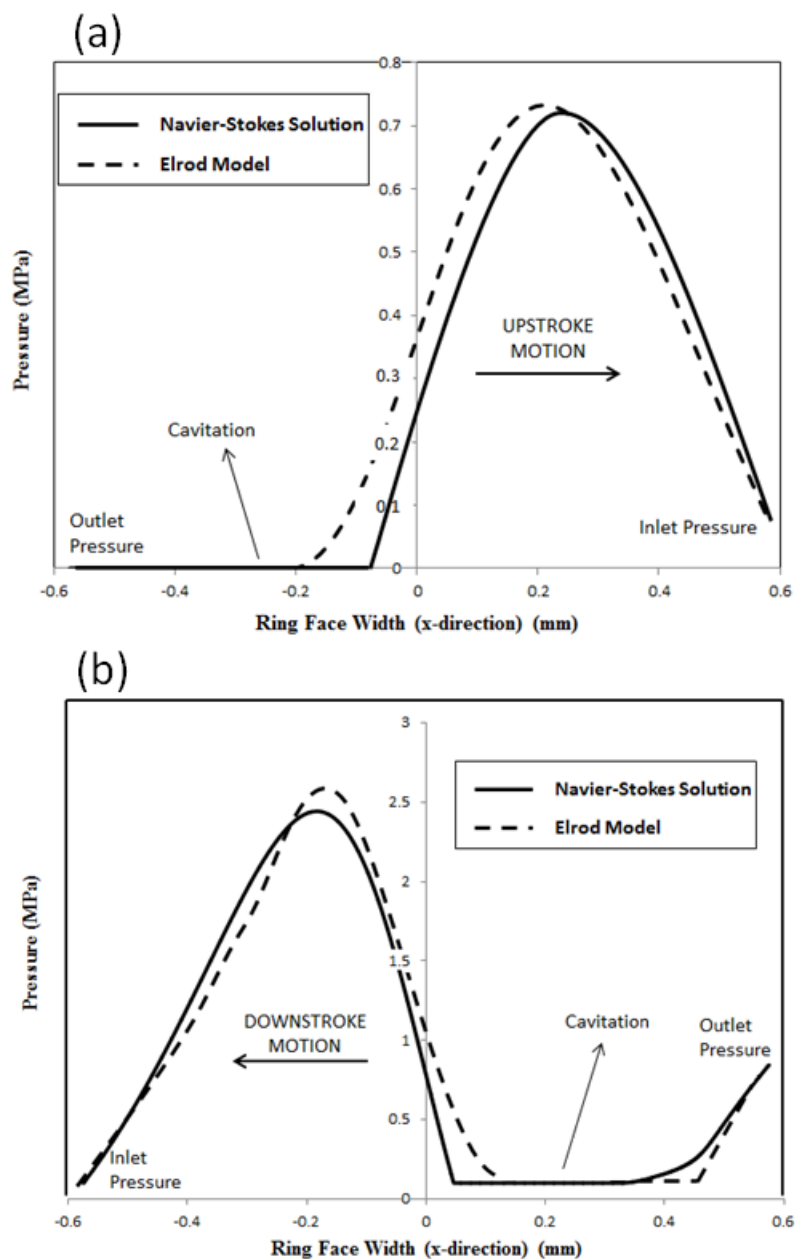 (a)
0.8
Navier-Stokes Solution
0.7
Elrod Model
0.6
0.5
Pressure (MPa)
0.4
UPSTROKE
MOTION
0.3
Cavitation
0.2
Outlet
Pressure
0.1
Inlet Pressure
0
-0.6 -0.4 -0.2 0 0.2 0.4 0.6
Ring Face Width (x-direction) (mm)
(b)
3
Navier-Stokes Solution
2.5
Elrod Model
2
Pressure (MPa)
1.5
DOWNSTROKE
MOTION
Cavitation
Outlet
Pressure
1
0.5
Inlet
Pressure
0
-0.6 -0.4 -0.2 0 0.2 0.4 0.6
Ring Face Width (x-direction) (mm)